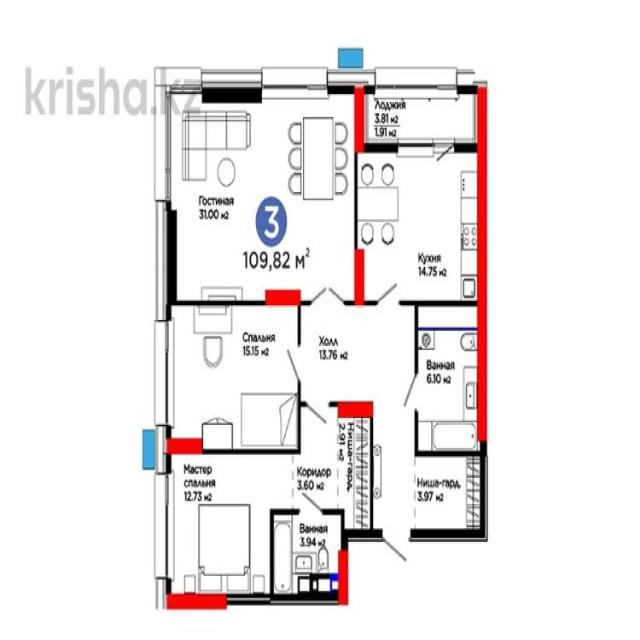 krisha.kz
Лоджия
3.81 м2
1.91 м2
Гостиная
31.00 м2
3
109,82 м2
Кухня
14.75 м2
Спальня
15.15 м2
Холл
13.76 м2
Ванная
6.10 м2
Ниша-гард.
2.91 м2
Мастер
спальня
12.73 м2
Коридор
3.60 м2
Ниша-гард.
3.97 м2
Ванная
3.94 м2